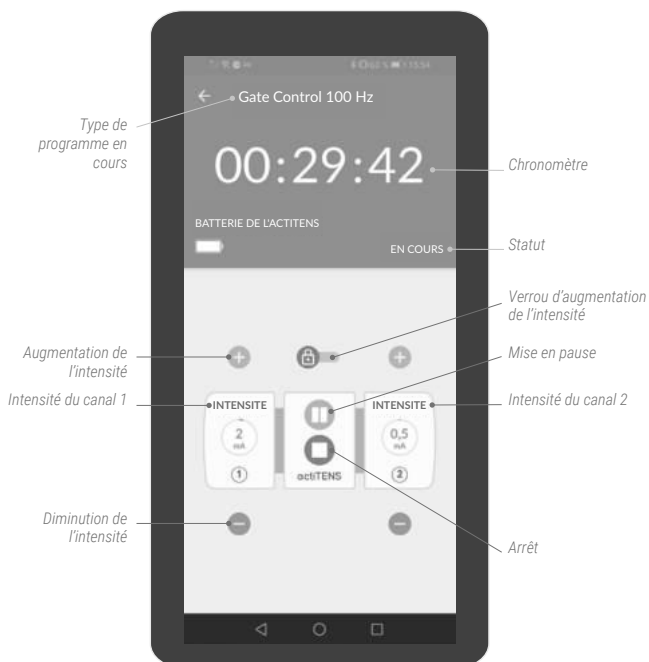 Gate Control 100 Hz
Type de
programme en
cours
00:29:42
Chronomètre
BATTERIE DE L'ACTITENS
EN COURS
Statut
Verrou d'augmentation
de l'intensité
Augmentation de
l'intensité
Mise en pause
Intensité du canal 1
INTENSITE
INTENSITE
Intensité du canal 2
2
mA
0,5
mA
1
actiTENS
2
Diminution de
l'intensité
Arrêt